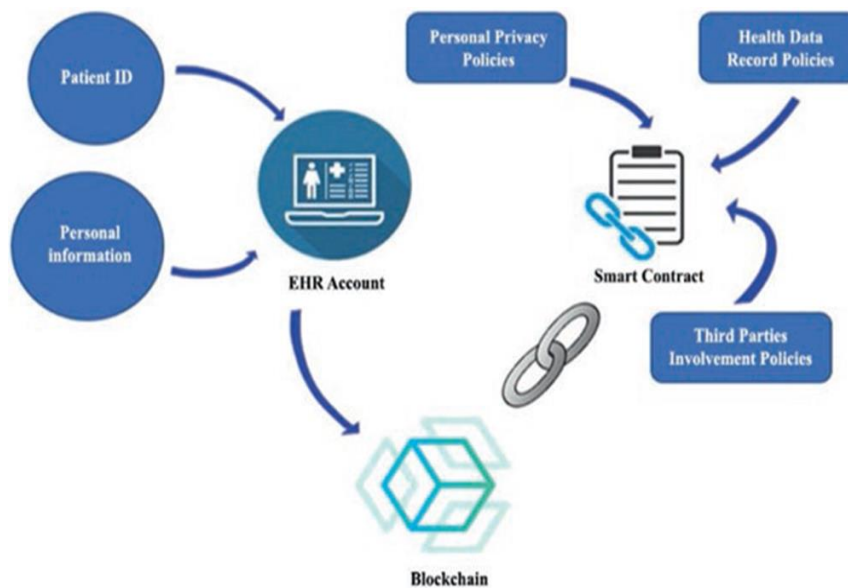 Patient ID
Personal Privacy
Policies
Health Data
Record Policies
Personal
information
EHR Account
Smart Contract
Third Parties
Involvement Policies
Blockchain